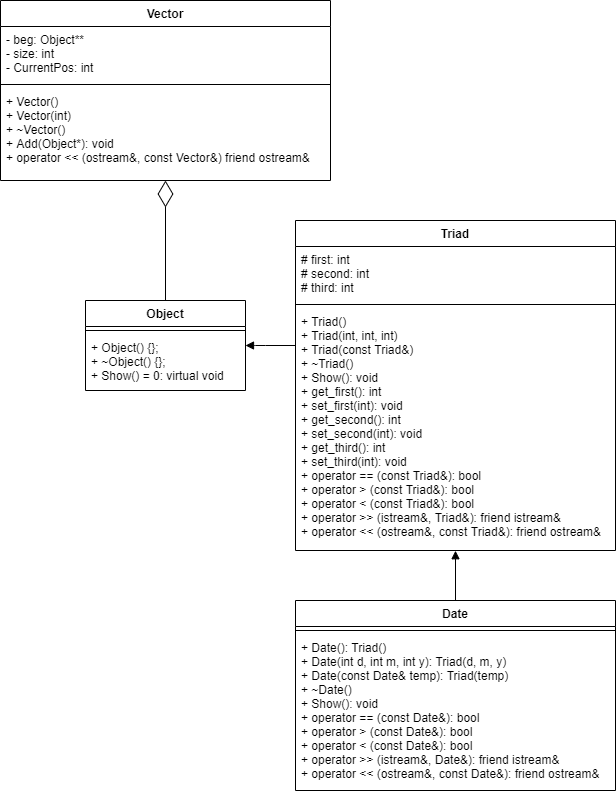 Vector
- beg: Object**
- size: int
- CurrentPos: int
+ Vector()
+ Vector(int)
+ ~Vector()
+ Add(Object*): void
+ operator << (ostream&, const Vector&) friend ostream&
Triad
# first: int
# second: int
# third: int
+ Triad()
+ Triad(int, int, int)
+ Triad(const Triad&)
+ ~Triad()
+ Show(): void
+ get_first(): int
+ set_first(int): void
+ get_second(): int
+ set_second(int): void
+ get_third(): int
+ set_third(int): void
+ operator == (const Triad&): bool
+ operator > (const Triad&): bool
+ operator < (const Triad&): bool
+ operator >> (istream&, Triad&): friend istream&
+ operator << (ostream&, const Triad&): friend ostream&
Object
+ Object() {};
+ ~Object() {};
+ Show() = 0: virtual void
Date
+ Date(): Triad()
+ Date(int d, int m, int y): Triad(d, m, y)
+ Date(const Date& temp): Triad(temp)
+ ~Date()
+ Show(): void
+ operator == (const Date&): bool
+ operator > (const Date&): bool
+ operator < (const Date&): bool
+ operator >> (istream&, Date&): friend istream&
+ operator << (ostream&, const Date&): friend ostream&